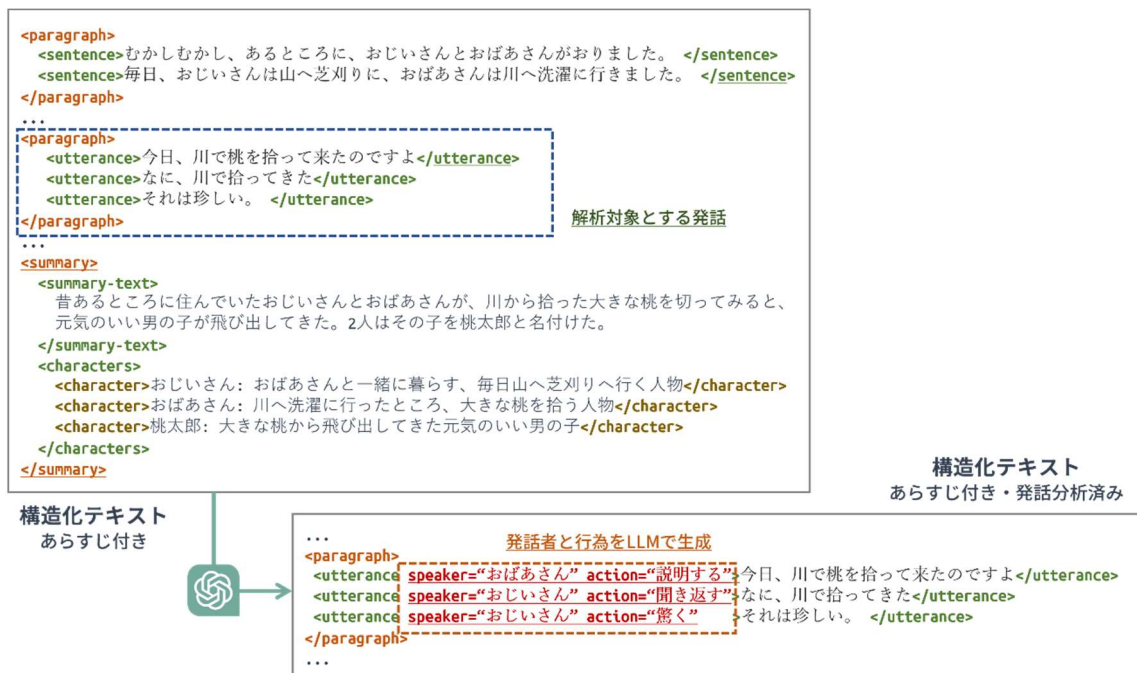 <paragraph>
<sentence>むかしむかし、あるところに、おじいさんとおばあさんがおりました。 </sentence>
<sentence>毎日、おじいさんは山へ芝刈りに、おばあさんは川へ洗濯に行きました。 </sentence>
</paragraph>
...
<paragraph>
<utterance>今日、川で桃を拾って来たのですよ</utterance>
<utterance>なに、川で拾ってきた</utterance>
<utterance>それは珍しい。 </utterance>
</paragraph>
解析対象とする発話
...
<summary>
<summary-text>
昔あるところに住んでいたおじいさんとおばあさんが、川から拾った大きな桃を切ってみると、
元気のいい男の子が飛び出してきた。2人はその子を桃太郎と名付けた。
</summary-text>
<characters>
<character>おじいさん: おばあさんと一緒に暮らす、毎日山へ芝刈りへ行く人物</character>
<character>おばあさん: 川へ洗濯に行ったところ、大きな桃を拾う人物</character>
<character>桃太郎: 大きな桃から飛び出してきた元気のいい男の子</character>
</characters>
</summary>
構造化テキスト
あらすじ付き
構造化テキスト
あらすじ付き・発話分析済み
...
発話者と行為をLLMで生成
<paragraph>
<utterance speaker=“おばあさん” action=“説明する”>今日、川で桃を拾って来たのですよ</utterance>
<utterance speaker=“おじいさん” action=“聞き返す”>なに、川で拾ってきた</utterance>
<utterance speaker=“おじいさん” action=“驚く” >それは珍しい。 </utterance>
</paragraph>
...